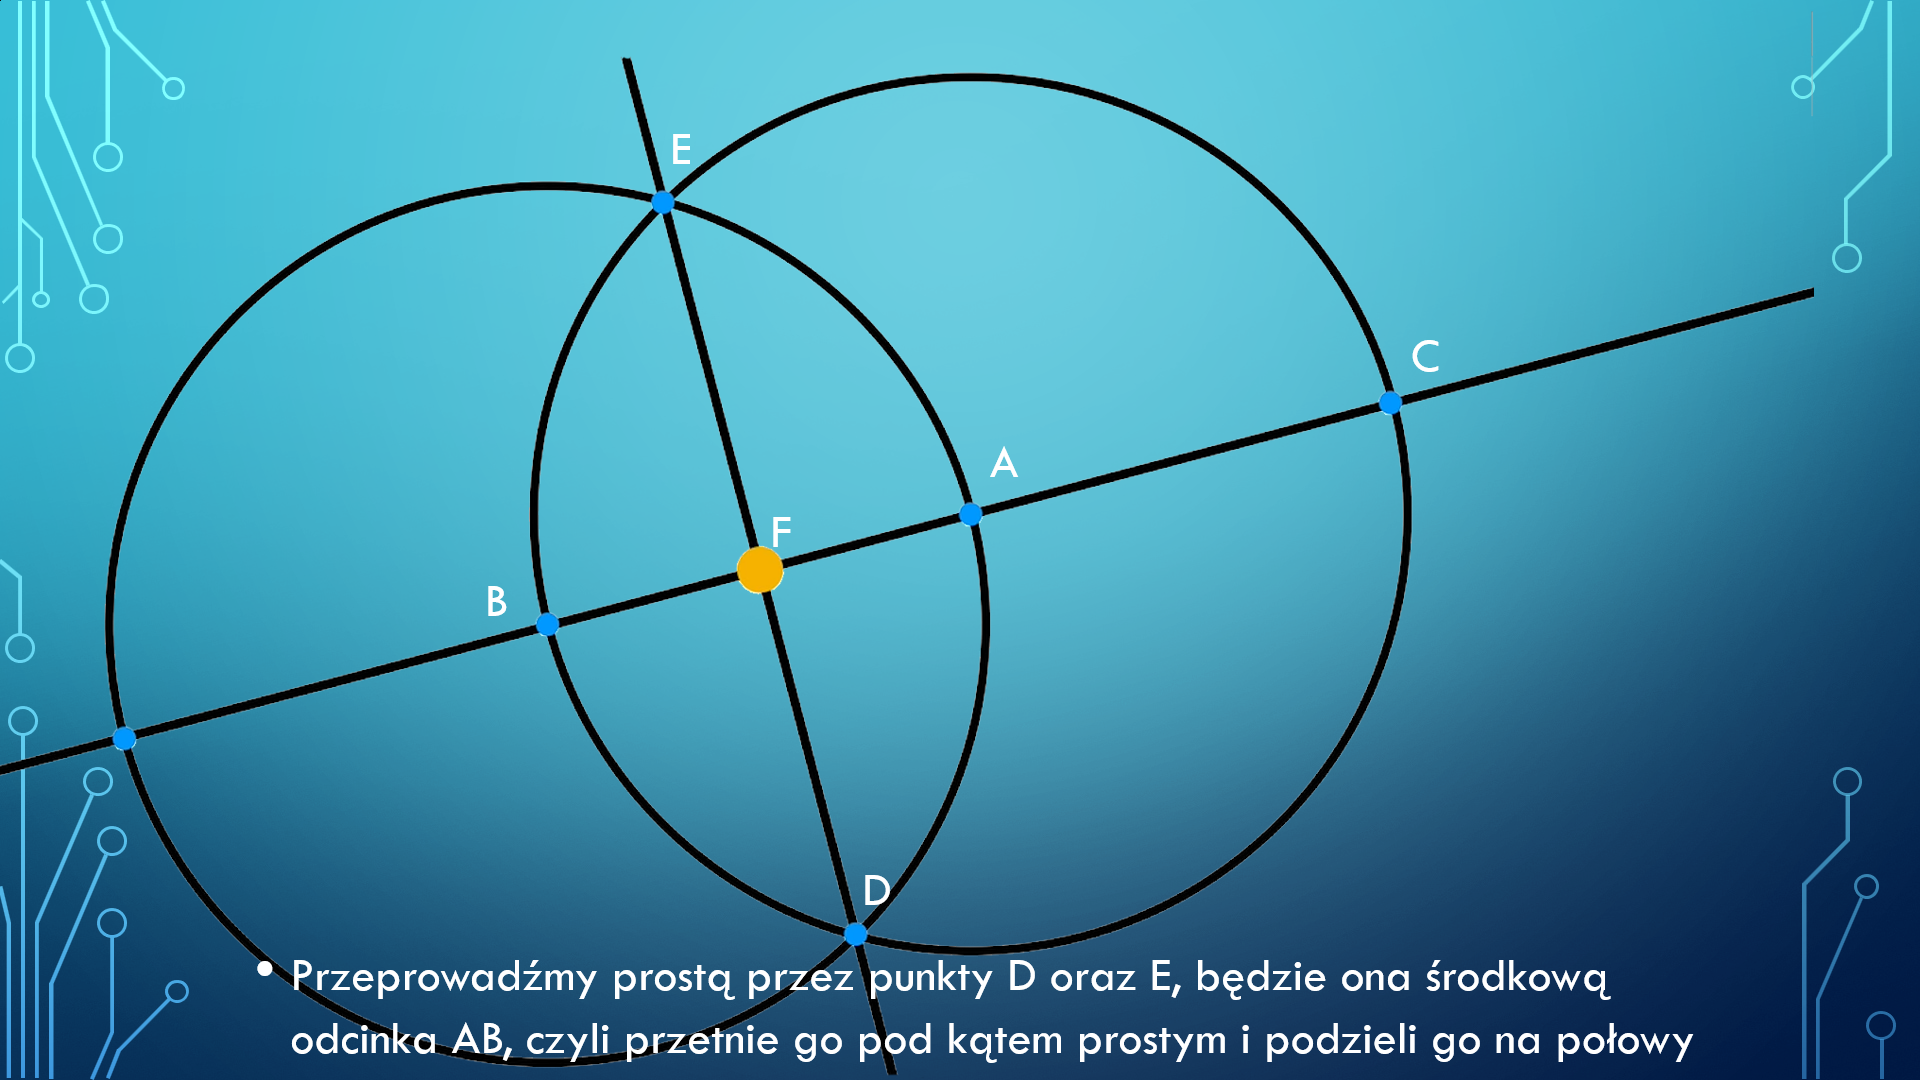 E
C
A
F
B
D
• Przeprowadźmy prostą przez punkty D oraz E, będzie ona środkową
odcinka AB, czyli przetnie go pod kątem prostym i podzieli go na połowy